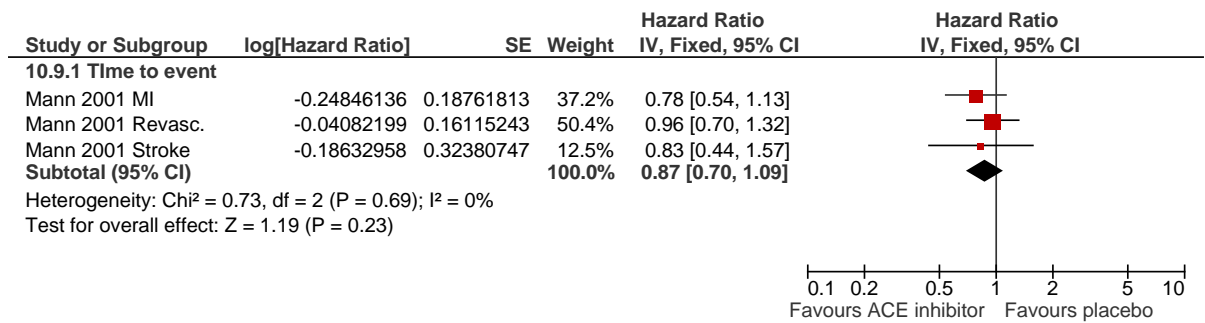 Hazard Ratio Hazard Ratio
Study or Subgroup log[Hazard Ratio] SE Weight IV, Fixed, 95% CI IV, Fixed, 95% CI
10.9.1 TIme to event
Mann 2001 MI -0.24846136 0.18761813 37.2% 0.78 [0.54, 1.13]
Mann 2001 Revasc. -0.04082199 0.16115243 50.4% 0.96 [0.70, 1.32]
Mann 2001 Stroke -0.18632958 0.32380747 12.5% 0.83 [0.44, 1.57]
Subtotal (95% CI) 100.0% 0.87 [0.70, 1.09]
Heterogeneity: Chi² = 0.73, df = 2 (P = 0.69); I² = 0%
Test for overall effect: Z = 1.19 (P = 0.23)
0.1 0.2 0.5 1 2 5 10
Favours ACE inhibitor Favours placebo